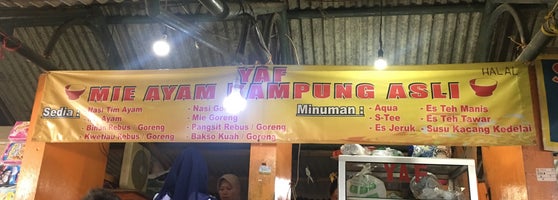 YAF
HALAL
MIE AYAM KAMPUNG ASLI
Sedia :
- Nasi Tim Ayam
Ayam
- Bihun Rebus / Goreng
- Kwetiau Rebus / Goreng
- Nasi
- Mie Goreng
- Pangsit Rebus / Goreng
- Bakso Kuah / Goreng
Minuman :
- Aqua
- S-Tee
- Es Jeruk
- Es Teh Manis
- Es Teh Tawar
- Susu Kacang Kedelai
YAF